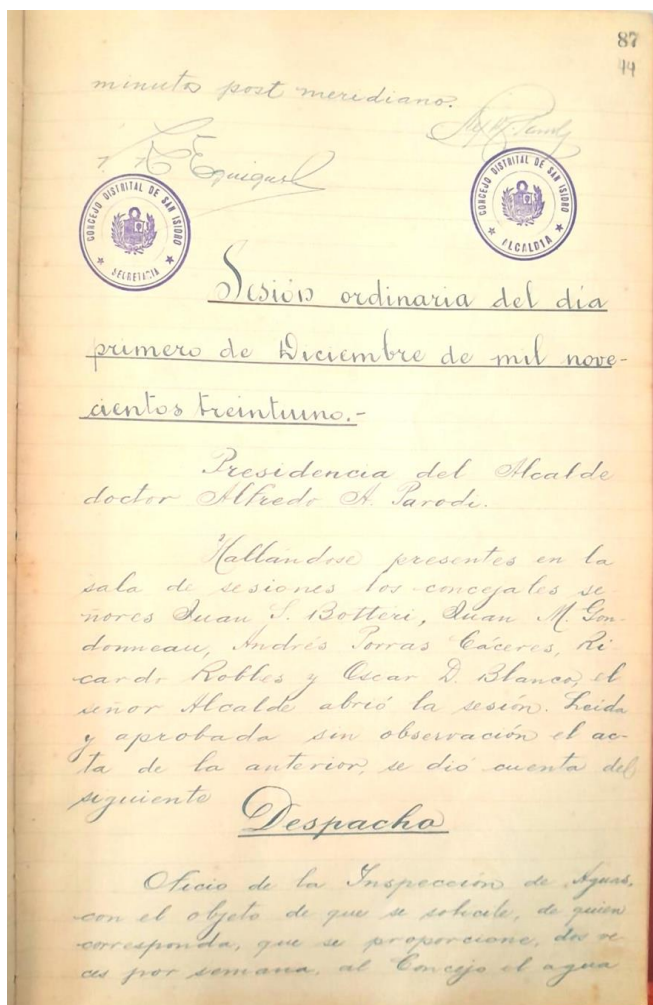 87
44
minutos post meridiano.
CONCEJO DISTRITAL DE SAN ISIDRO
SECRETARIA
CONCEJO DISTRITAL DE SAN ISIDRO
ALCALDIA
Sesión ordinaria del día
primero de Diciembre de mil nove-
cientos treintiuno.-
Presidencia del Alcalde
doctor Alfredo A. Parodi.
Hallándose presentes en la
sala de sesiones los concejales se-
ñores Juan S. Botteri, Juan M. Gon-
donneau, Andrés Porras Cáceres, Ri-
cardo Robles y Oscar D. Blanco, el
señor Alcalde abrió la sesión. Leida
y aprobada sin observación el ac-
ta de la anterior, se dió cuenta del
siguiente
Despacho
Oficio de la Inspección de Aguas,
con el objeto de que se solicite, de quien
corresponda, que se proporcione, dos ve-
ces por semana, al Concejo el agua